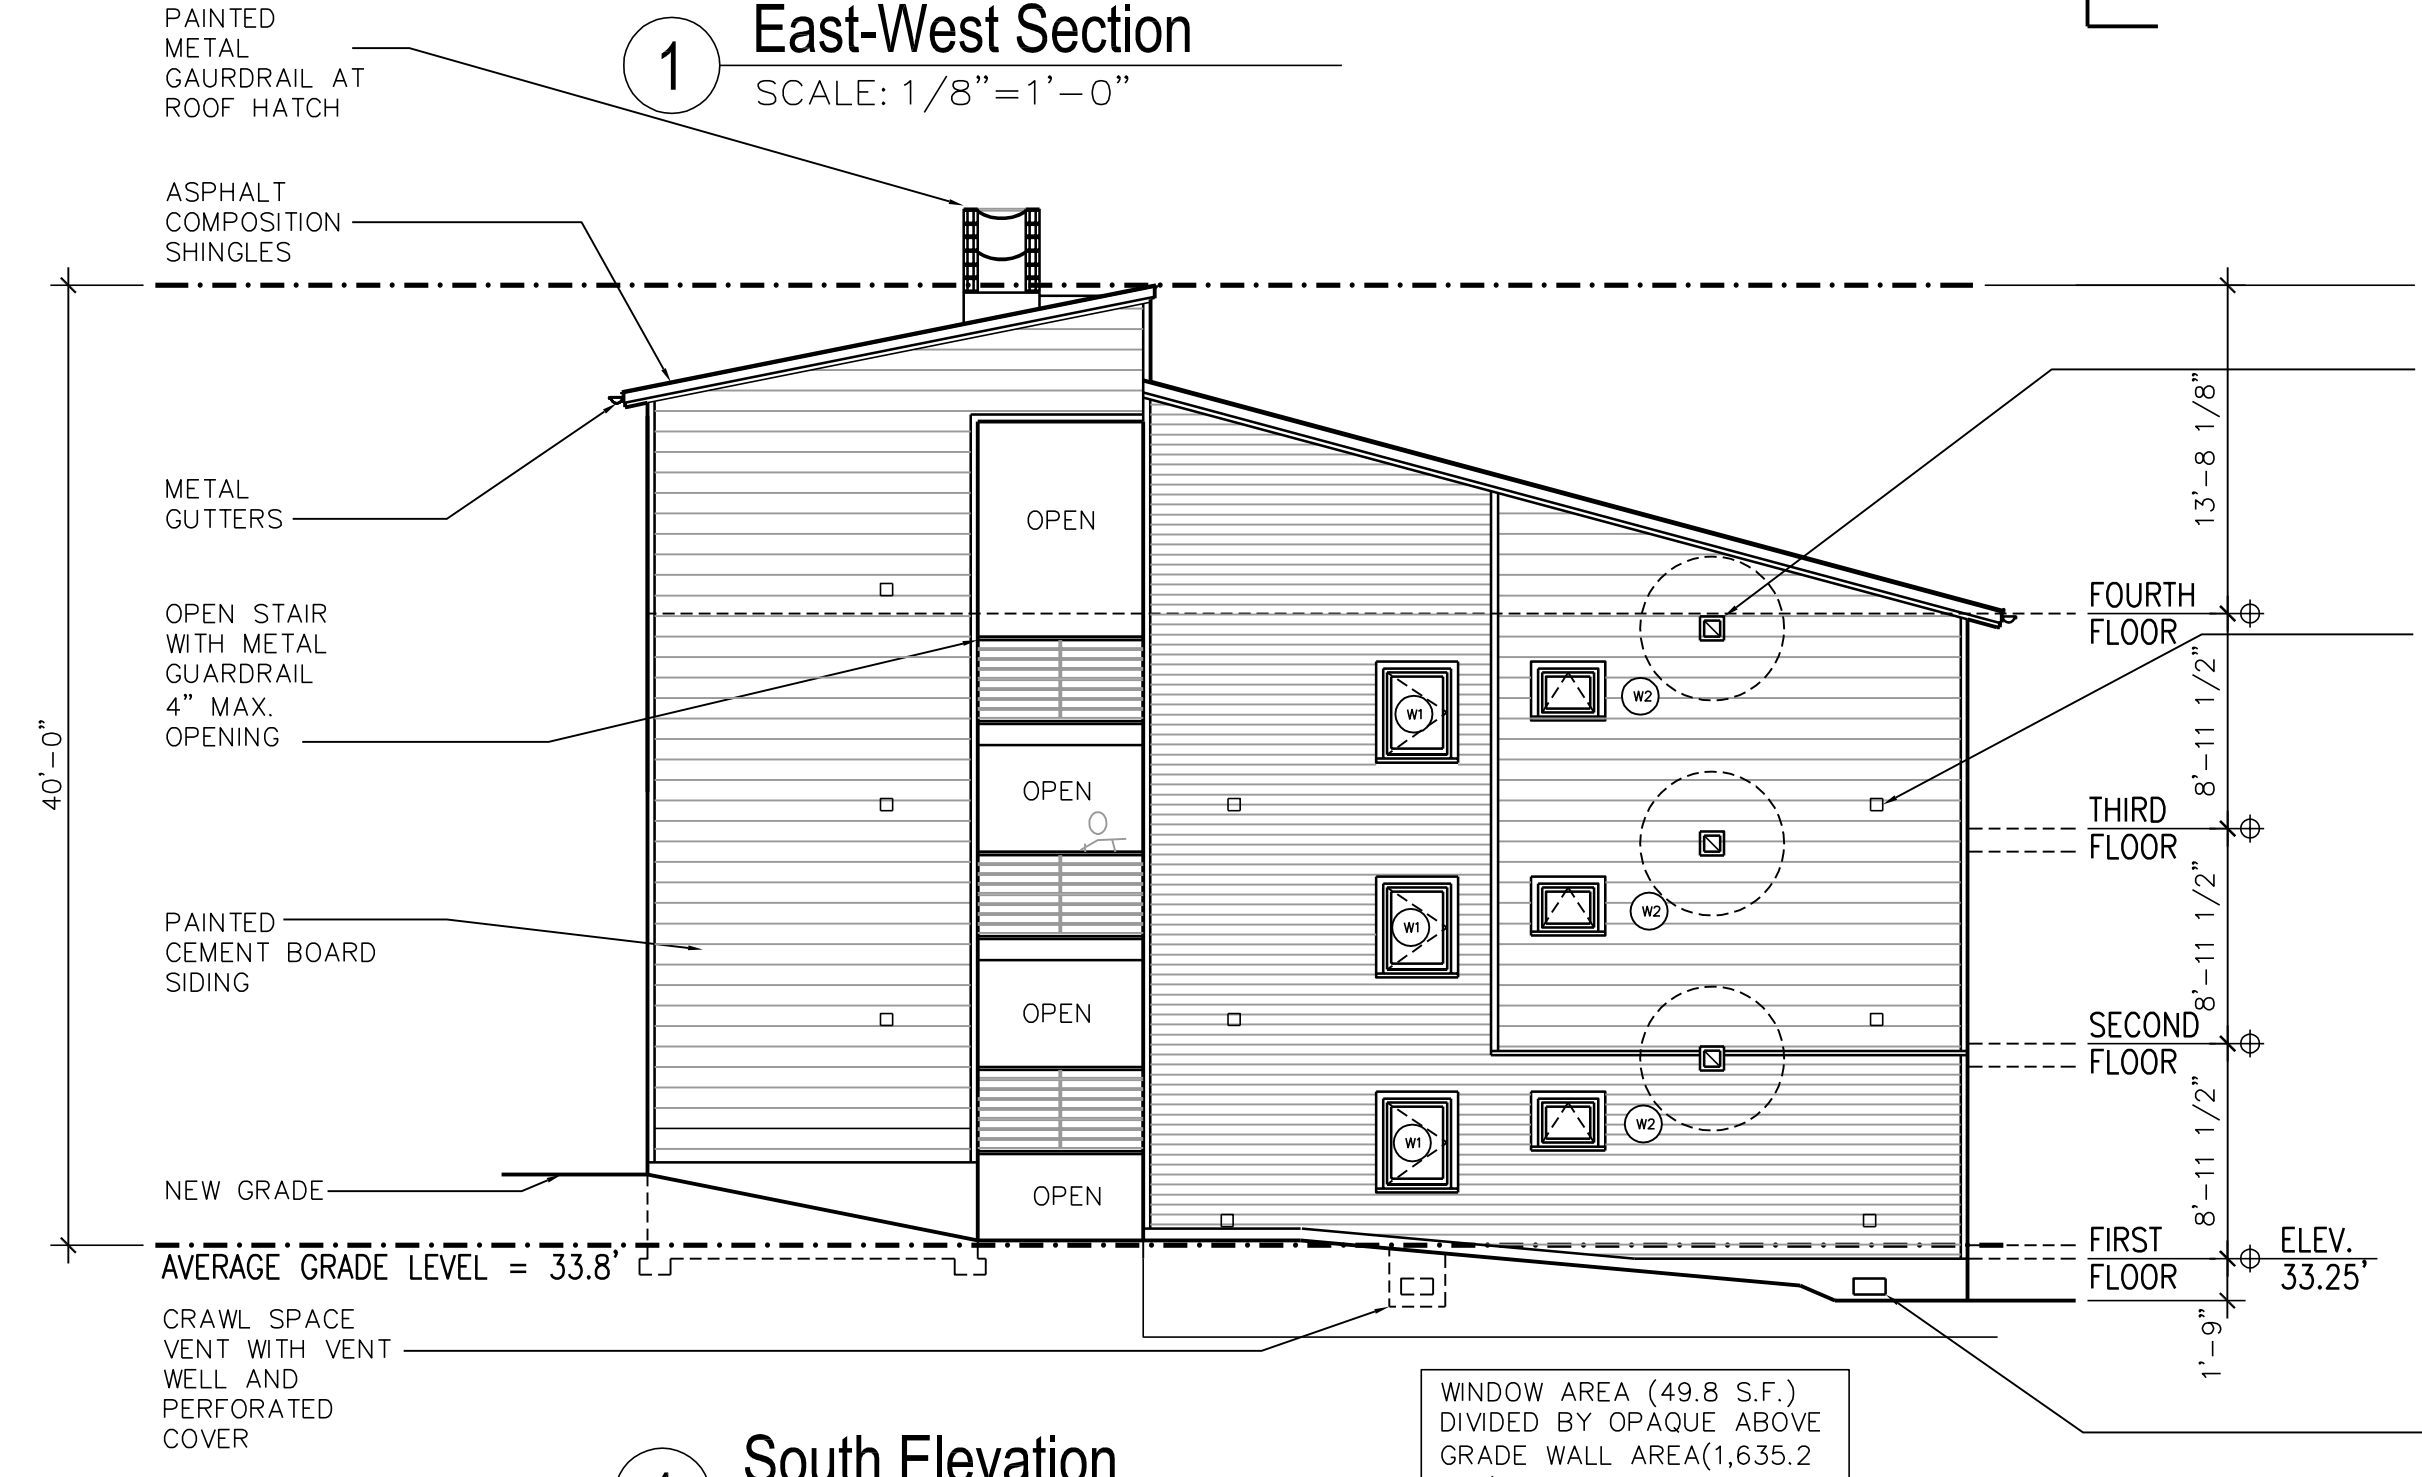 PAINTED
METAL
GAURDRAIL AT
ROOF HATCH
1
East-West Section
SCALE: 1/8"=1'-0"
ASPHALT
COMPOSITION
SHINGLES
METAL
GUTTERS
OPEN STAIR
WITH METAL
GUARDRAIL
4" MAX.
OPENING
40'-0"
PAINTED
CEMENT BOARD
SIDING
NEW GRADE
AVERAGE GRADE LEVEL = 33.8'
CRAWL SPACE
VENT WITH VENT
WELL AND
PERFORATED
COVER
OPEN
OPEN
OPEN
OPEN
W1
W2
W1
W2
W1
W2
13'-8 1/8"
FOURTH
FLOOR
8'-11 1/2"
THIRD
FLOOR
8'-11 1/2"
SECOND
FLOOR
8'-11 1/2"
FIRST
FLOOR
ELEV.
33.25'
1'-9"
South Elevation
WINDOW AREA (49.8 S.F.)
DIVIDED BY OPAQUE ABOVE
GRADE WALL AREA(1,635.2